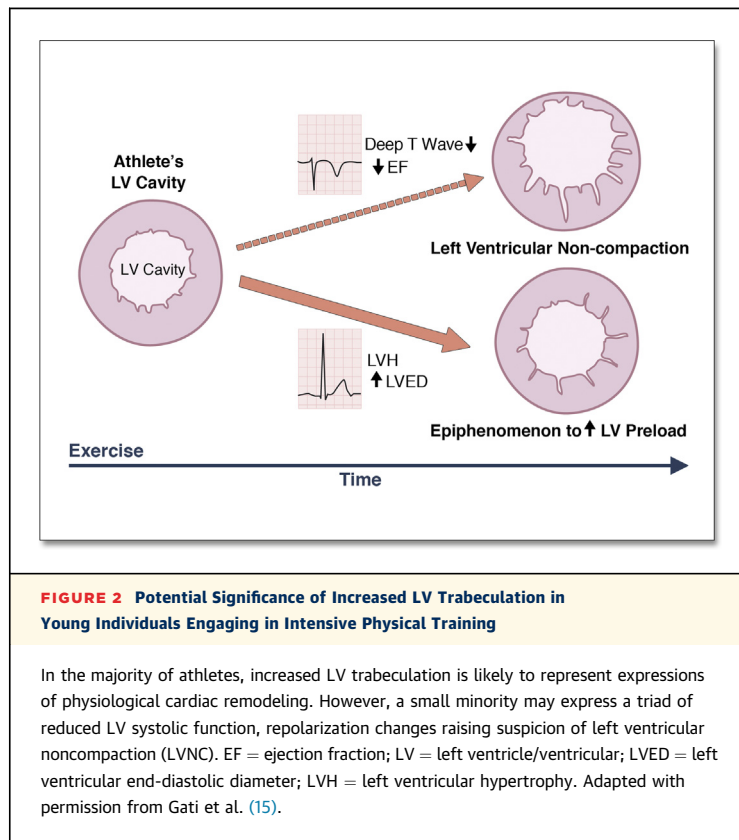 Athlete's
LV Cavity
LV Cavity
Deep T Wave ↓
↓ EF
Left Ventricular Non-compaction
LVH
↑ LVED
Epiphenomenon to ↑ LV Preload
Exercise
Time
FIGURE 2 Potential Significance of Increased LV Trabeculation in
Young Individuals Engaging in Intensive Physical Training
In the majority of athletes, increased LV trabeculation is likely to represent expressions
of physiological cardiac remodeling. However, a small minority may express a triad of
reduced LV systolic function, repolarization changes raising suspicion of left ventricular
noncompaction (LVNC). EF = ejection fraction; LV = left ventricle/ventricular; LVED = left
ventricular end-diastolic diameter; LVH = left ventricular hypertrophy. Adapted with
permission from Gati et al. (15).